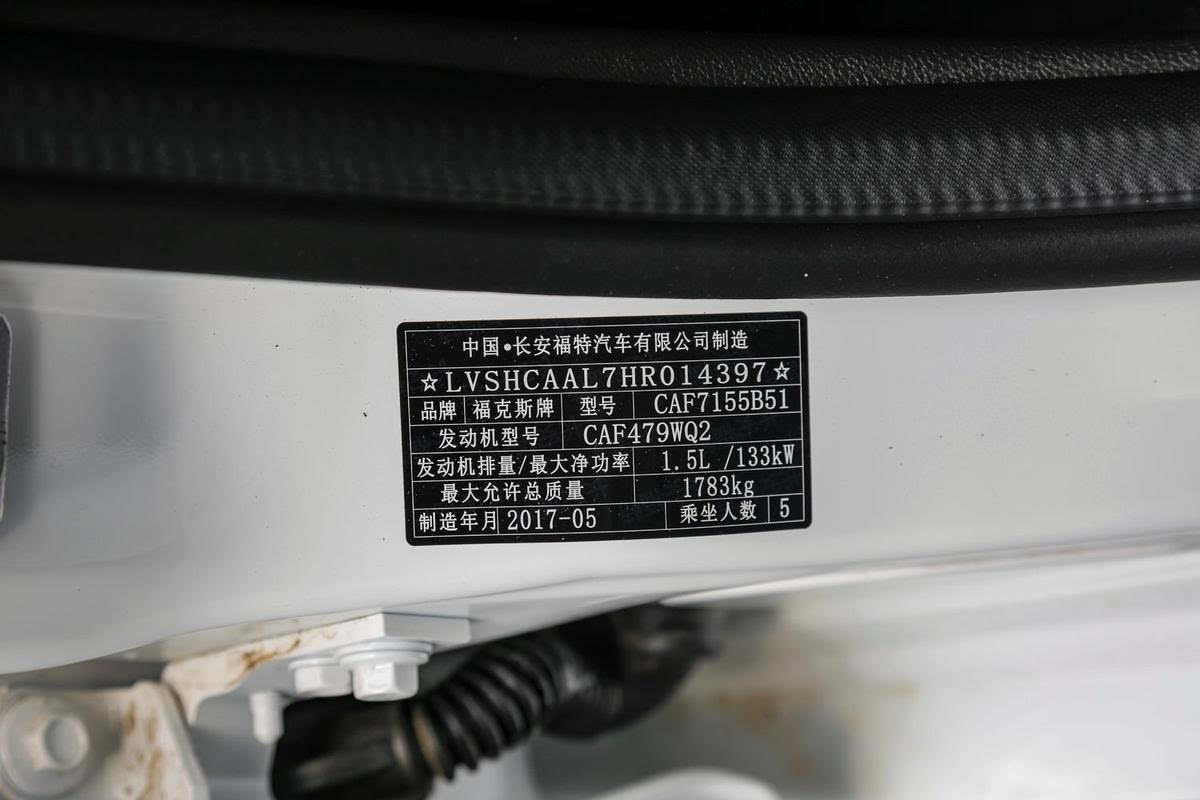 中国•长安福特汽车有限公司制造
☆LVSHCAAL7HR014397☆
品牌 福克斯牌 型号 CAF7155B51
发动机型号 CAF479WQ2
发动机排量/最大净功率 1.5L /133kW
最大允许总质量 1783kg
制造年月 2017-05 乘坐人数 5